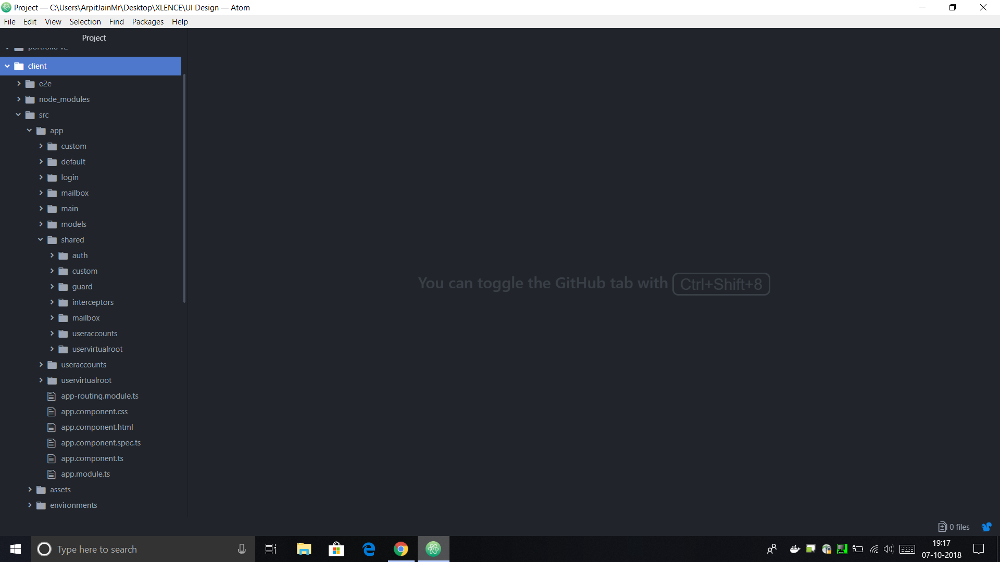 Project — C:\Users\ArpitJainMr\Desktop\XLENCE\UI Design — Atom
File Edit View Selection Find Packages Help
Project
portfolio-v2
client
e2e
node_modules
src
app
custom
default
login
mailbox
main
models
shared
auth
custom
guard
interceptors
mailbox
useraccounts
uservirtualroot
useraccounts
uservirtualroot
app-routing.module.ts
app.component.css
app.component.html
app.component.spec.ts
app.component.ts
app.module.ts
assets
environments
You can toggle the GitHub tab with Ctrl+Shift+8
0 files
Type here to search
19:17
07-10-2018